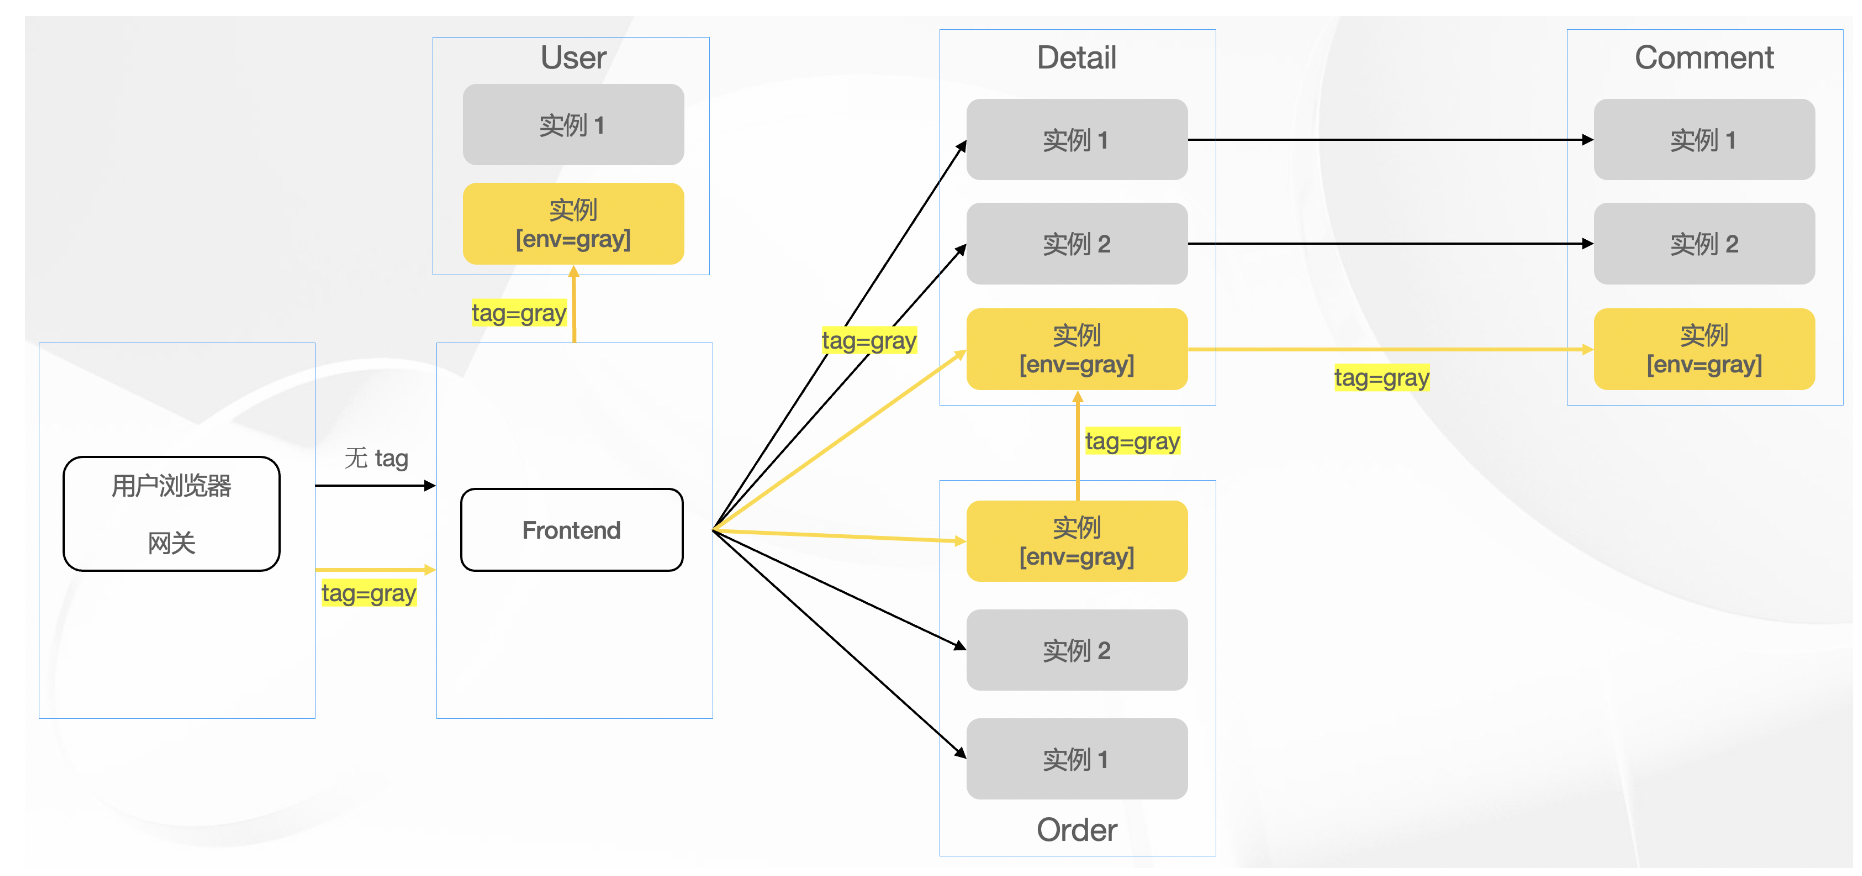 User
实例 1
实例
[env=gray]
tag=gray
用户浏览器
网关
无 tag
tag=gray
Frontend
tag=gray
Detail
实例 1
实例 2
实例
[env=gray]
tag=gray
实例
[env=gray]
实例 2
实例 1
Order
tag=gray
Comment
实例 1
实例 2
实例
[env=gray]